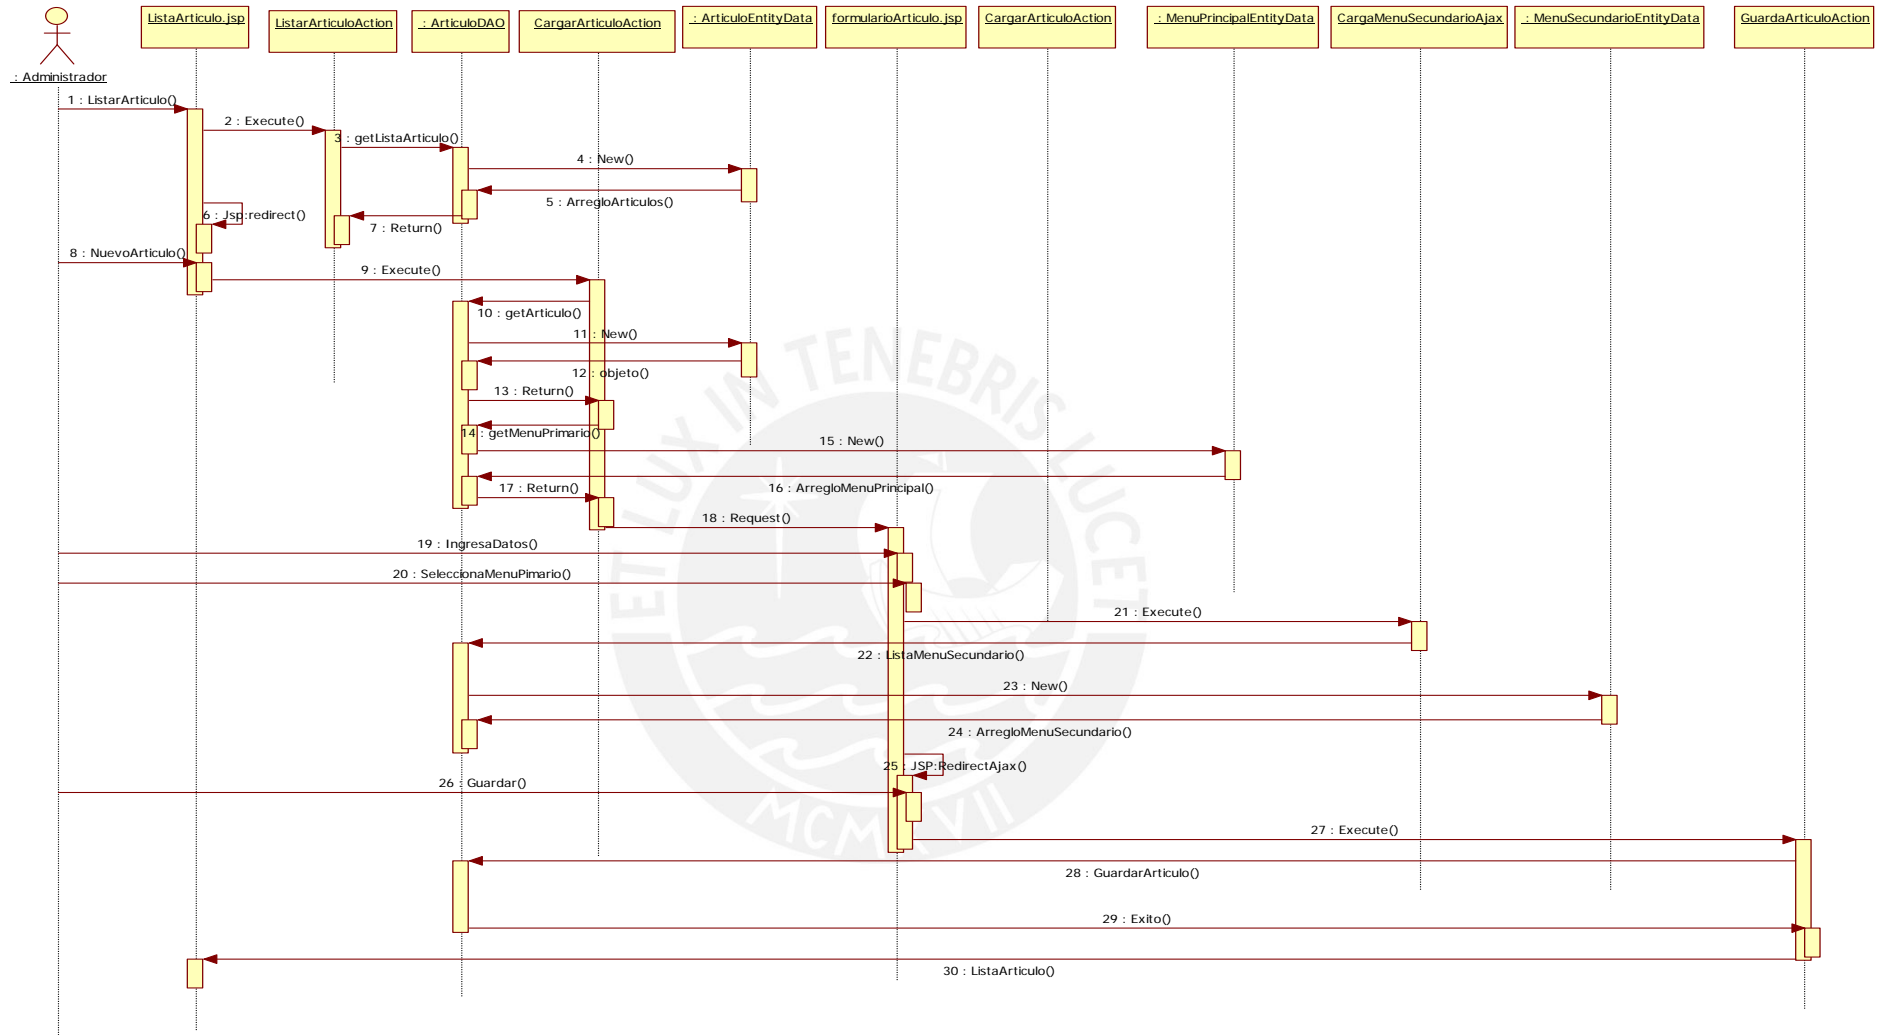 ListaArticulo.jsp
ListarArticuloAction
 : ArticuloDAO
CargarArticuloAction
 : ArticuloEntityData
formularioArticulo.jsp
CargarArticuloAction
 : MenuPrincipalEntityData
CargaMenuSecundarioAjax
 : MenuSecundarioEntityData
GuardaArticuloAction
 : Administrador
1 : ListarArticulo()
2 : Execute()
3 : getListaArticulo()
4 : New()
5 : ArregloArticulos()
6 : Jsp:redirect()
7 : Return()
8 : NuevoArticulo()
9 : Execute()
10 : getArticulo()
11 : New()
12 : objeto()
13 : Return()
14 : getMenuPrimario()
15 : New()
16 : ArregloMenuPrincipal()
17 : Return()
18 : Request()
19 : IngresaDatos()
20 : SeleccionaMenuPimario()
21 : Execute()
22 : ListaMenuSecundario()
23 : New()
24 : ArregloMenuSecundario()
25 : JSP:RedirectAjax()
26 : Guardar()
27 : Execute()
28 : GuardarArticulo()
29 : Exito()
30 : ListaArticulo()
ET LUX IN TENEBRIS LUCET